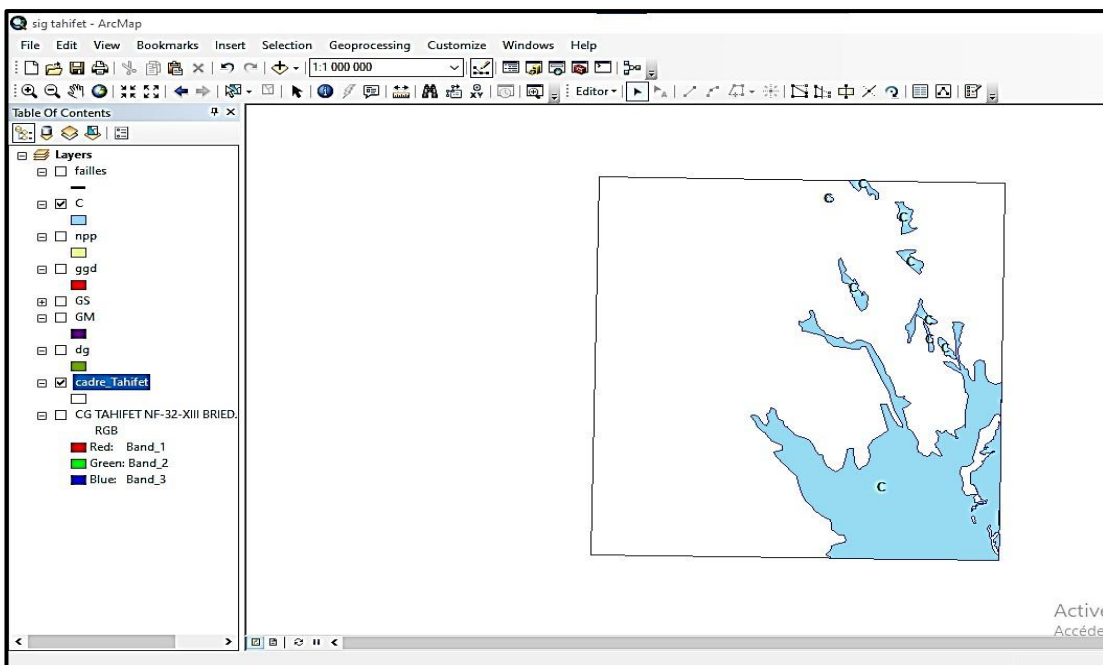 sig tahifet - ArcMap
File Edit View Bookmarks Insert Selection Geoprocessing Customize Windows Help
1:1 000 000
Editor
Table Of Contents
Layers
failles
C
npp
ggd
GS
GM
dg
cadre_Tahifet
CG TAHIFET NF-32-XIII BRIED.
RGB
Red: Band_1
Green: Band_2
Blue: Band_3
C
C
C
C
C
C
C
C
C
Active
Accéde